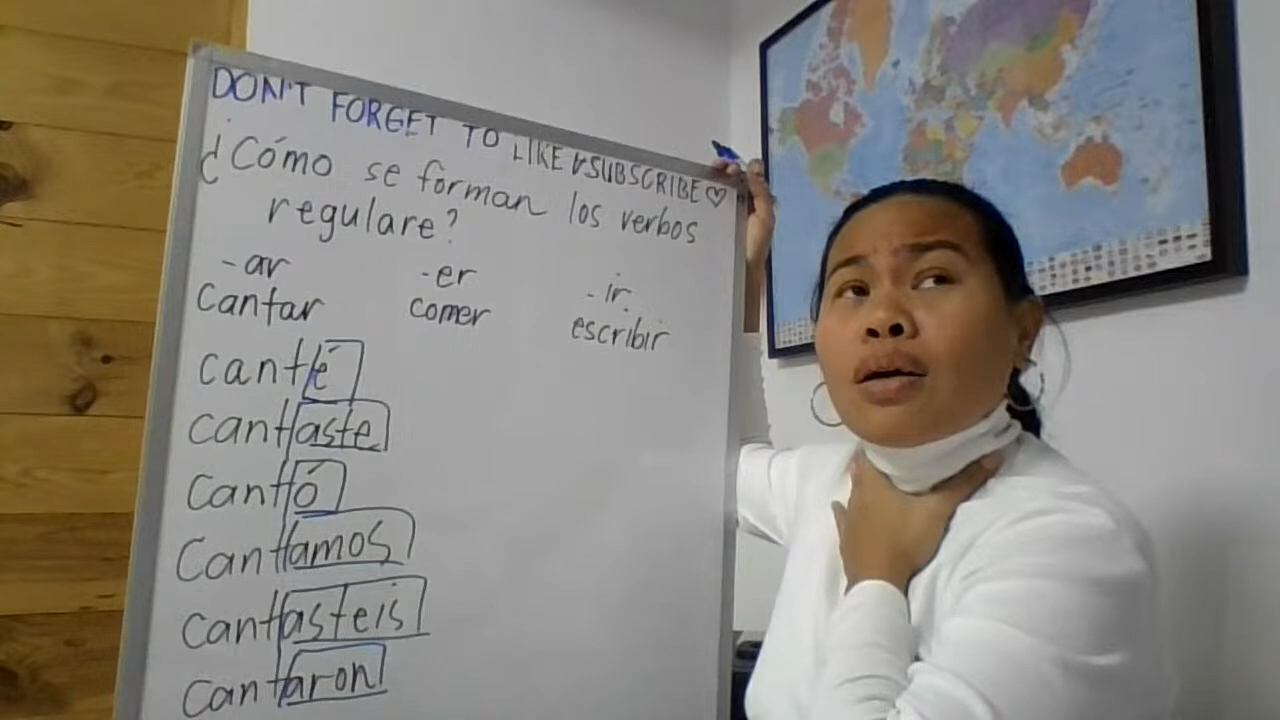 DON'T FORGET TO LIKE & SUBSCRIBE ♡
¿Cómo se forman los verbos
regulare?
-ar -er -ir
Cantar comer escribir
canté
cantaste
cantó
Cantamos
cantasteis
cantaron